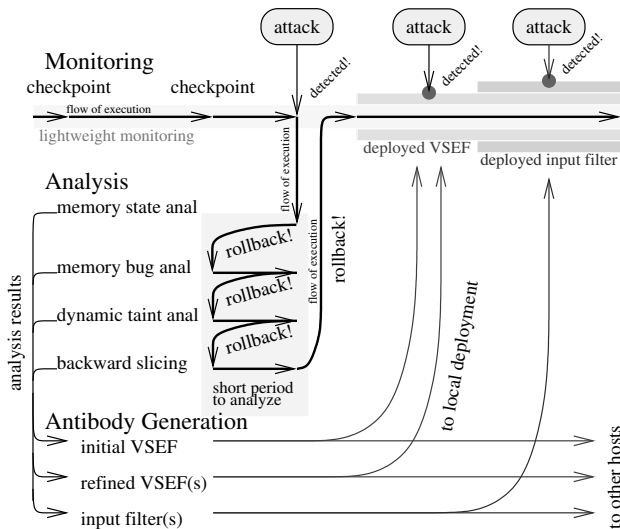 attack
attack
attack
Monitoring
detected!
detected!
detected!
checkpoint
checkpoint
flow of execution
lightweight monitoring
deployed VSEF
deployed input filter
Analysis
flow of execution
memory state anal
rollback!
flow of execution
rollback!
memory bug anal
rollback!
dynamic taint anal
rollback!
backward slicing
analysis results
short period
to analyze
to local deployment
Antibody Generation
initial VSEF
refined VSEF(s)
input filter(s)
to other hosts